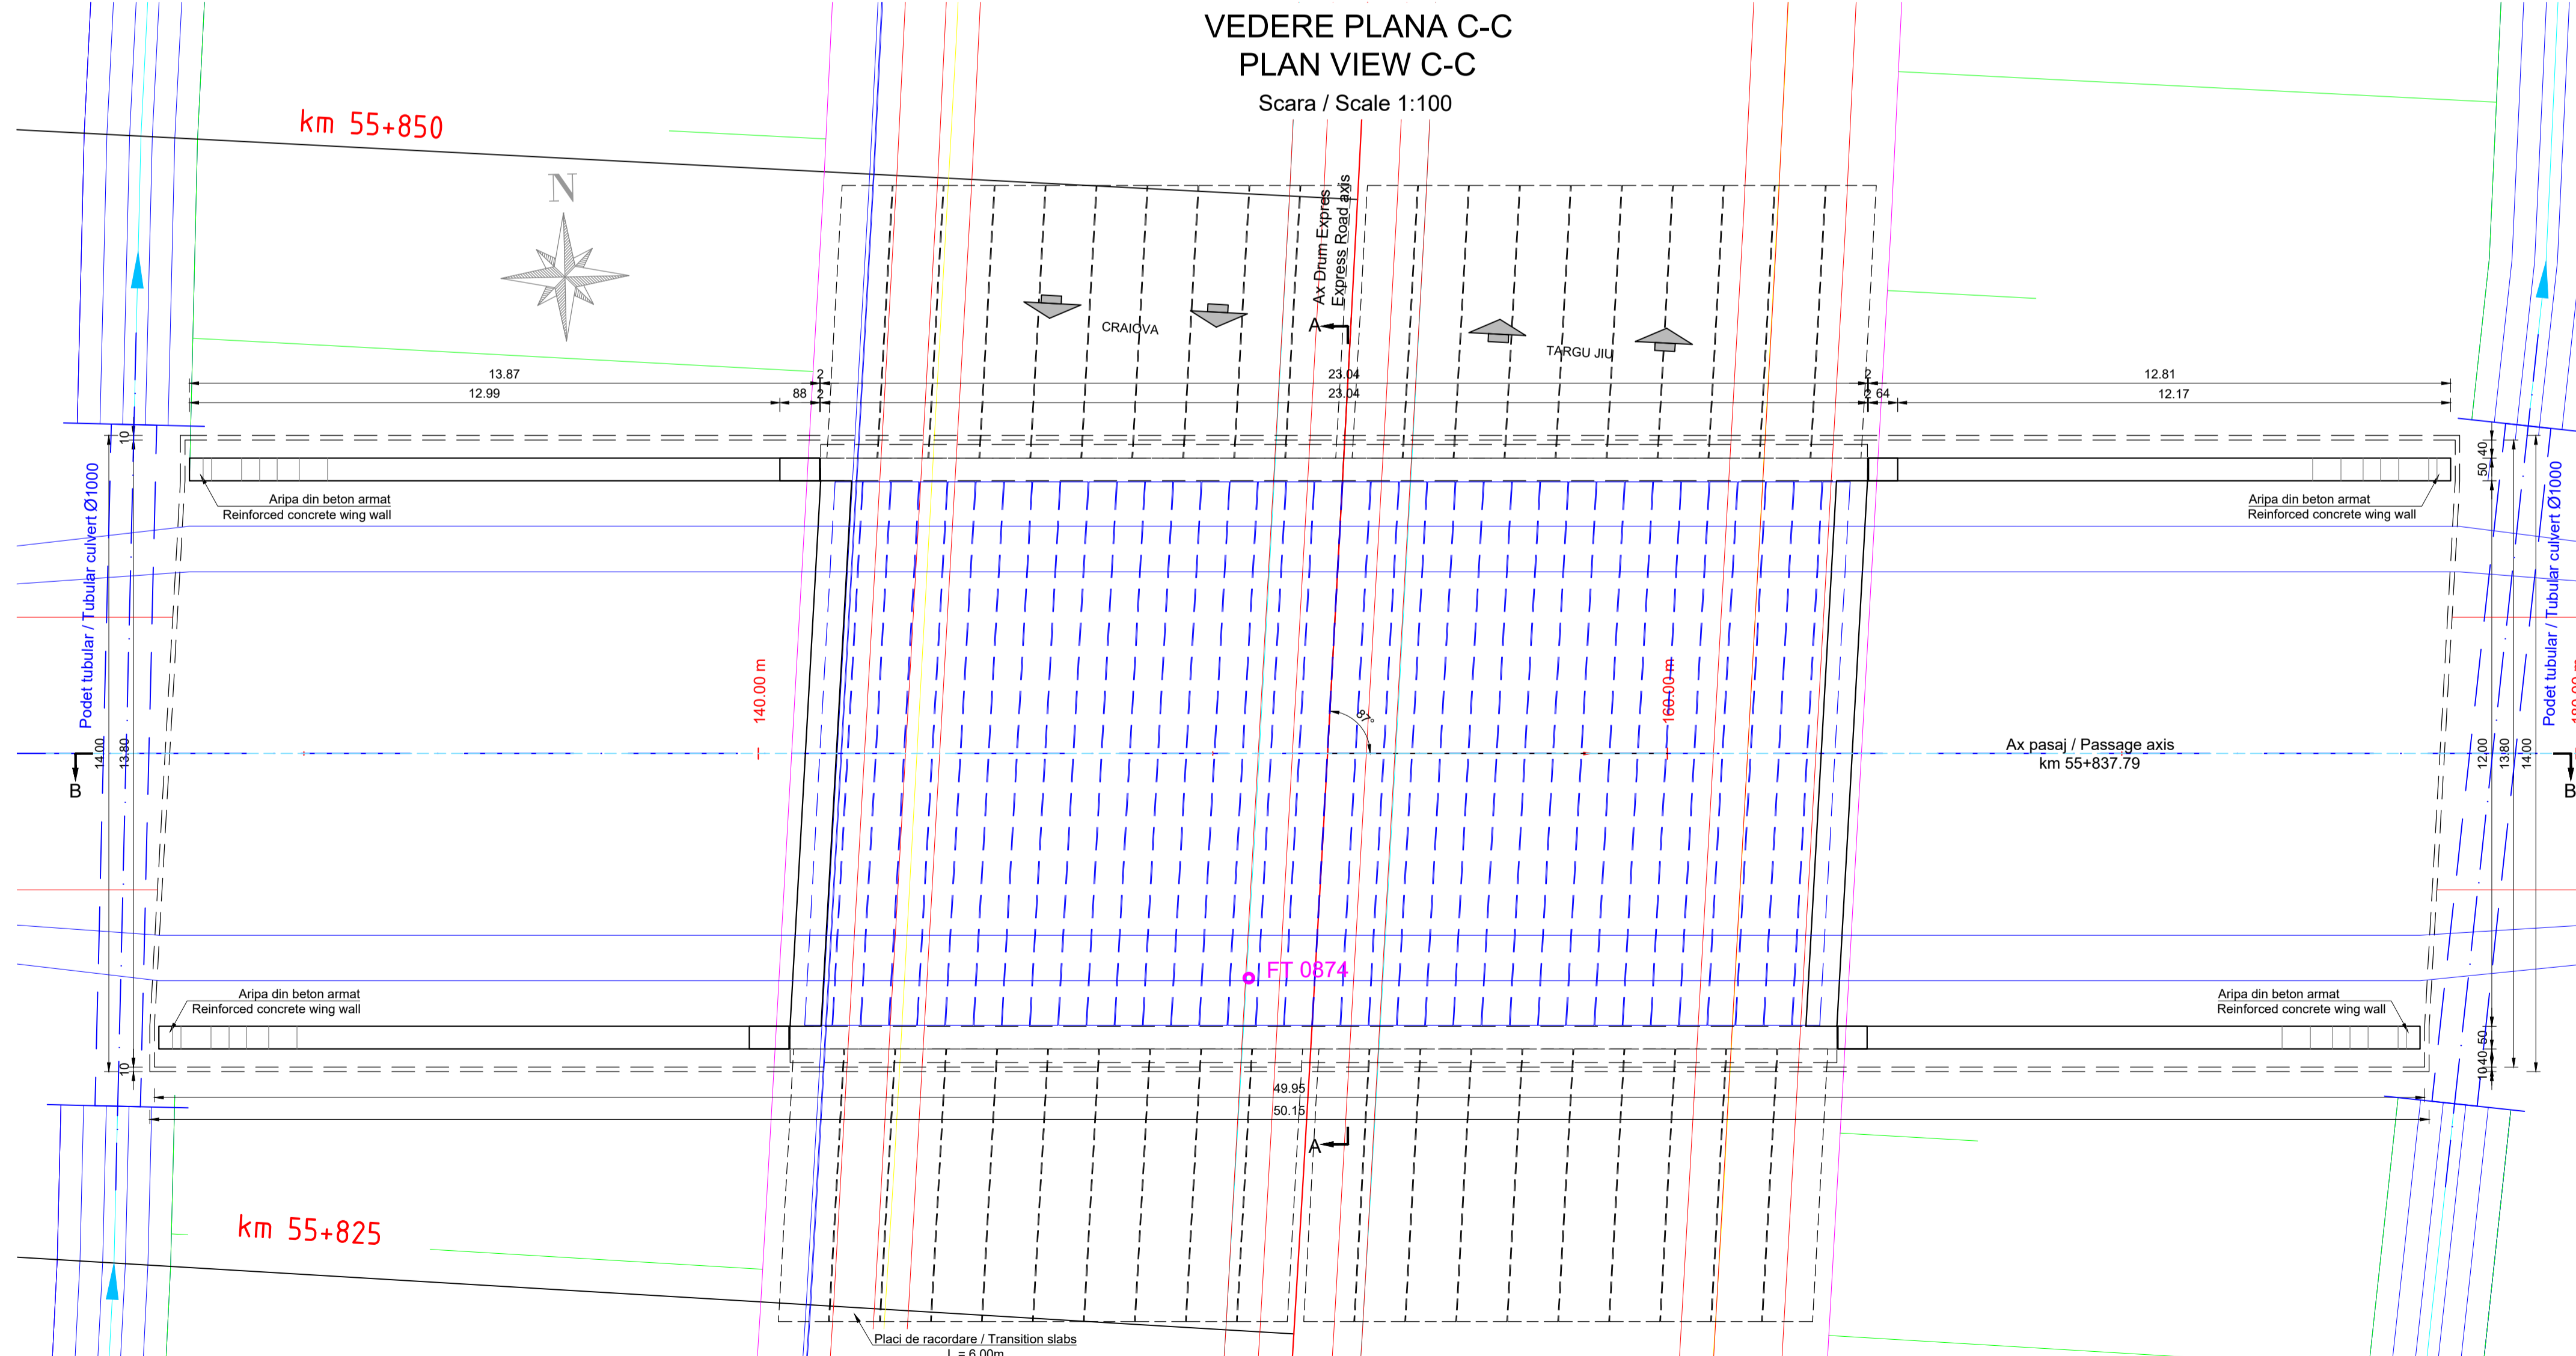 VEDERE PLANA C-C
PLAN VIEW C-C
Scara / Scale 1:100
km 55+850
N
Ax Drum Expres
Express Road axis
A
CRAIOVA
TARGU JIU
13.87
2
23.04
2
12.81
12.99
88
2
23.04
2
64
12.17
10
40
50
Aripa din beton armat
Reinforced concrete wing wall
Aripa din beton armat
Reinforced concrete wing wall
Podet tubular / Tubular culvert Ø1000
Podet tubular / Tubular culvert Ø1000
140.00 m
160.00 m
180.00 m
87°
Ax pasaj / Passage axis
km 55+837.79
14.00
13.80
12.00
13.80
14.00
B
B
FT 0874
Aripa din beton armat
Reinforced concrete wing wall
Aripa din beton armat
Reinforced concrete wing wall
10
50
40
10
49.95
50.15
A
km 55+825
Placi de racordare / Transition slabs
L = 6.00m